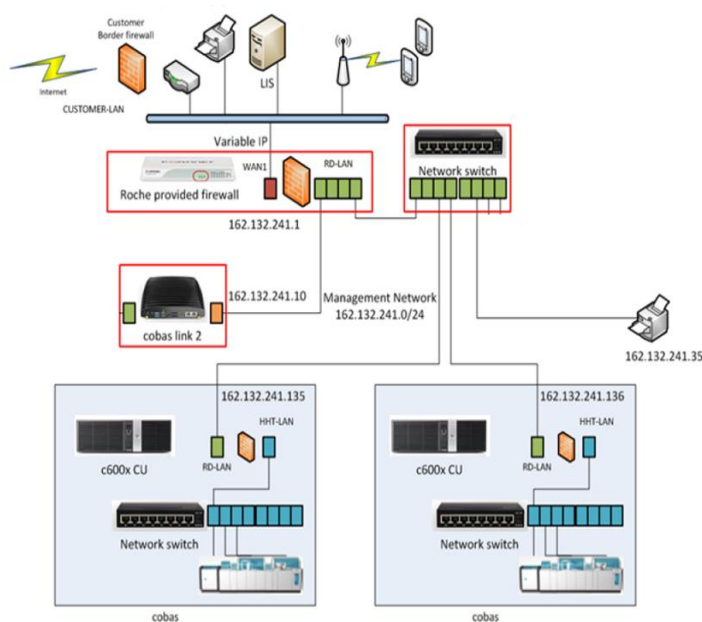 Customer
Border firewall
Internet
CUSTOMER-LAN
LIS
Variable IP
WAN1
RD-LAN
Roche provided firewall
Network switch
162.132.241.1
162.132.241.10
Management Network
162.132.241.0/24
cobas link 2
162.132.241.35
162.132.241.135
HHT-LAN
c600x CU
RD-LAN
Network switch
cobas
162.132.241.136
HHT-LAN
c600x CU
RD-LAN
Network switch
cobas